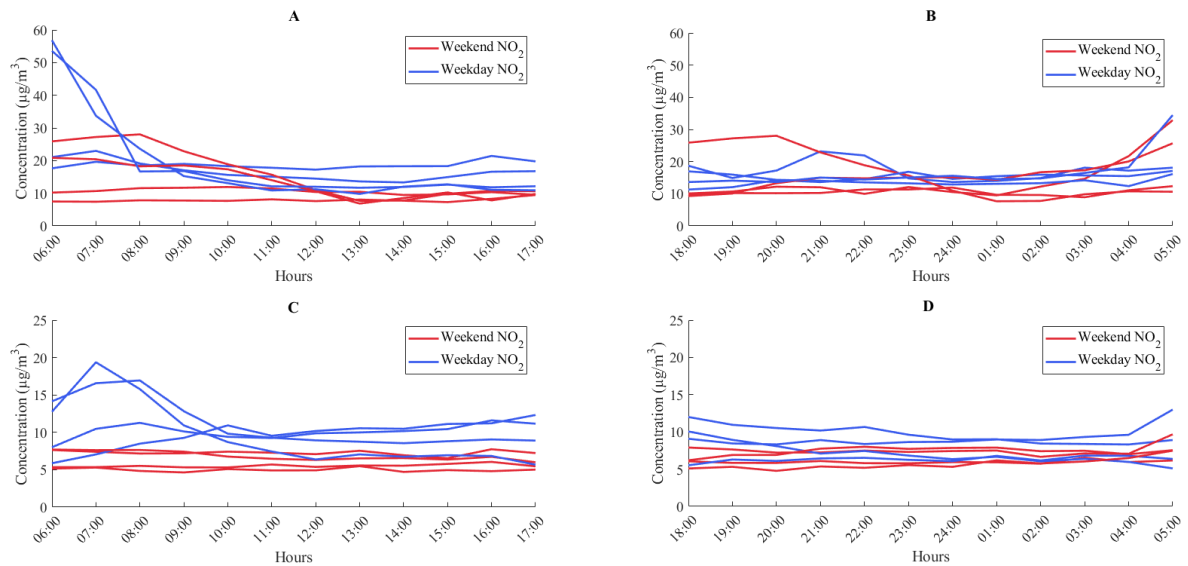 A
Concentration (μg/m³)
60
50
40
30
20
10
0
Weekend NO₂
Weekday NO₂
06:00 07:00 08:00 09:00 10:00 11:00 12:00 13:00 14:00 15:00 16:00 17:00
Hours
B
Concentration (μg/m³)
60
50
40
30
20
10
0
Weekend NO₂
Weekday NO₂
18:00 19:00 20:00 21:00 22:00 23:00 24:00 01:00 02:00 03:00 04:00 05:00
Hours
C
Concentration (μg/m³)
25
20
15
10
5
0
Weekend NO₂
Weekday NO₂
06:00 07:00 08:00 09:00 10:00 11:00 12:00 13:00 14:00 15:00 16:00 17:00
Hours
D
Concentration (μg/m³)
25
20
15
10
5
0
Weekend NO₂
Weekday NO₂
18:00 19:00 20:00 21:00 22:00 23:00 24:00 01:00 02:00 03:00 04:00 05:00
Hours